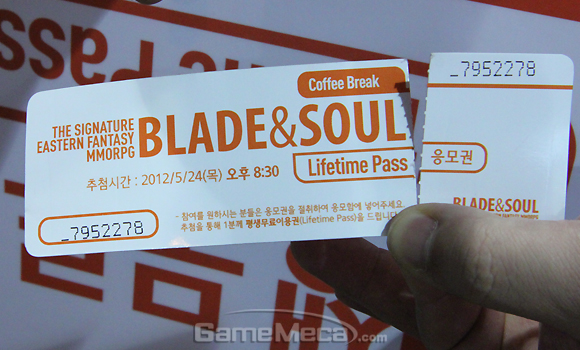 Coffee Break
THE SIGNATURE
EASTERN FANTASY
MMORPG
BLADE&SOUL
Lifetime Pass
추첨시간 : 2012/5/24(목) 오후 8:30
_7952278
- 참여를 원하시는 분들은 응모권을 절취하여 응모함에 넣어주세요.
추첨을 통해 1분께 평생무료이용권(Lifetime Pass)을 드립니다.
_7952278
응모권
BLADE&SOUL
EASTERN FANTASY MMORPG
Pass
GameMeca.com